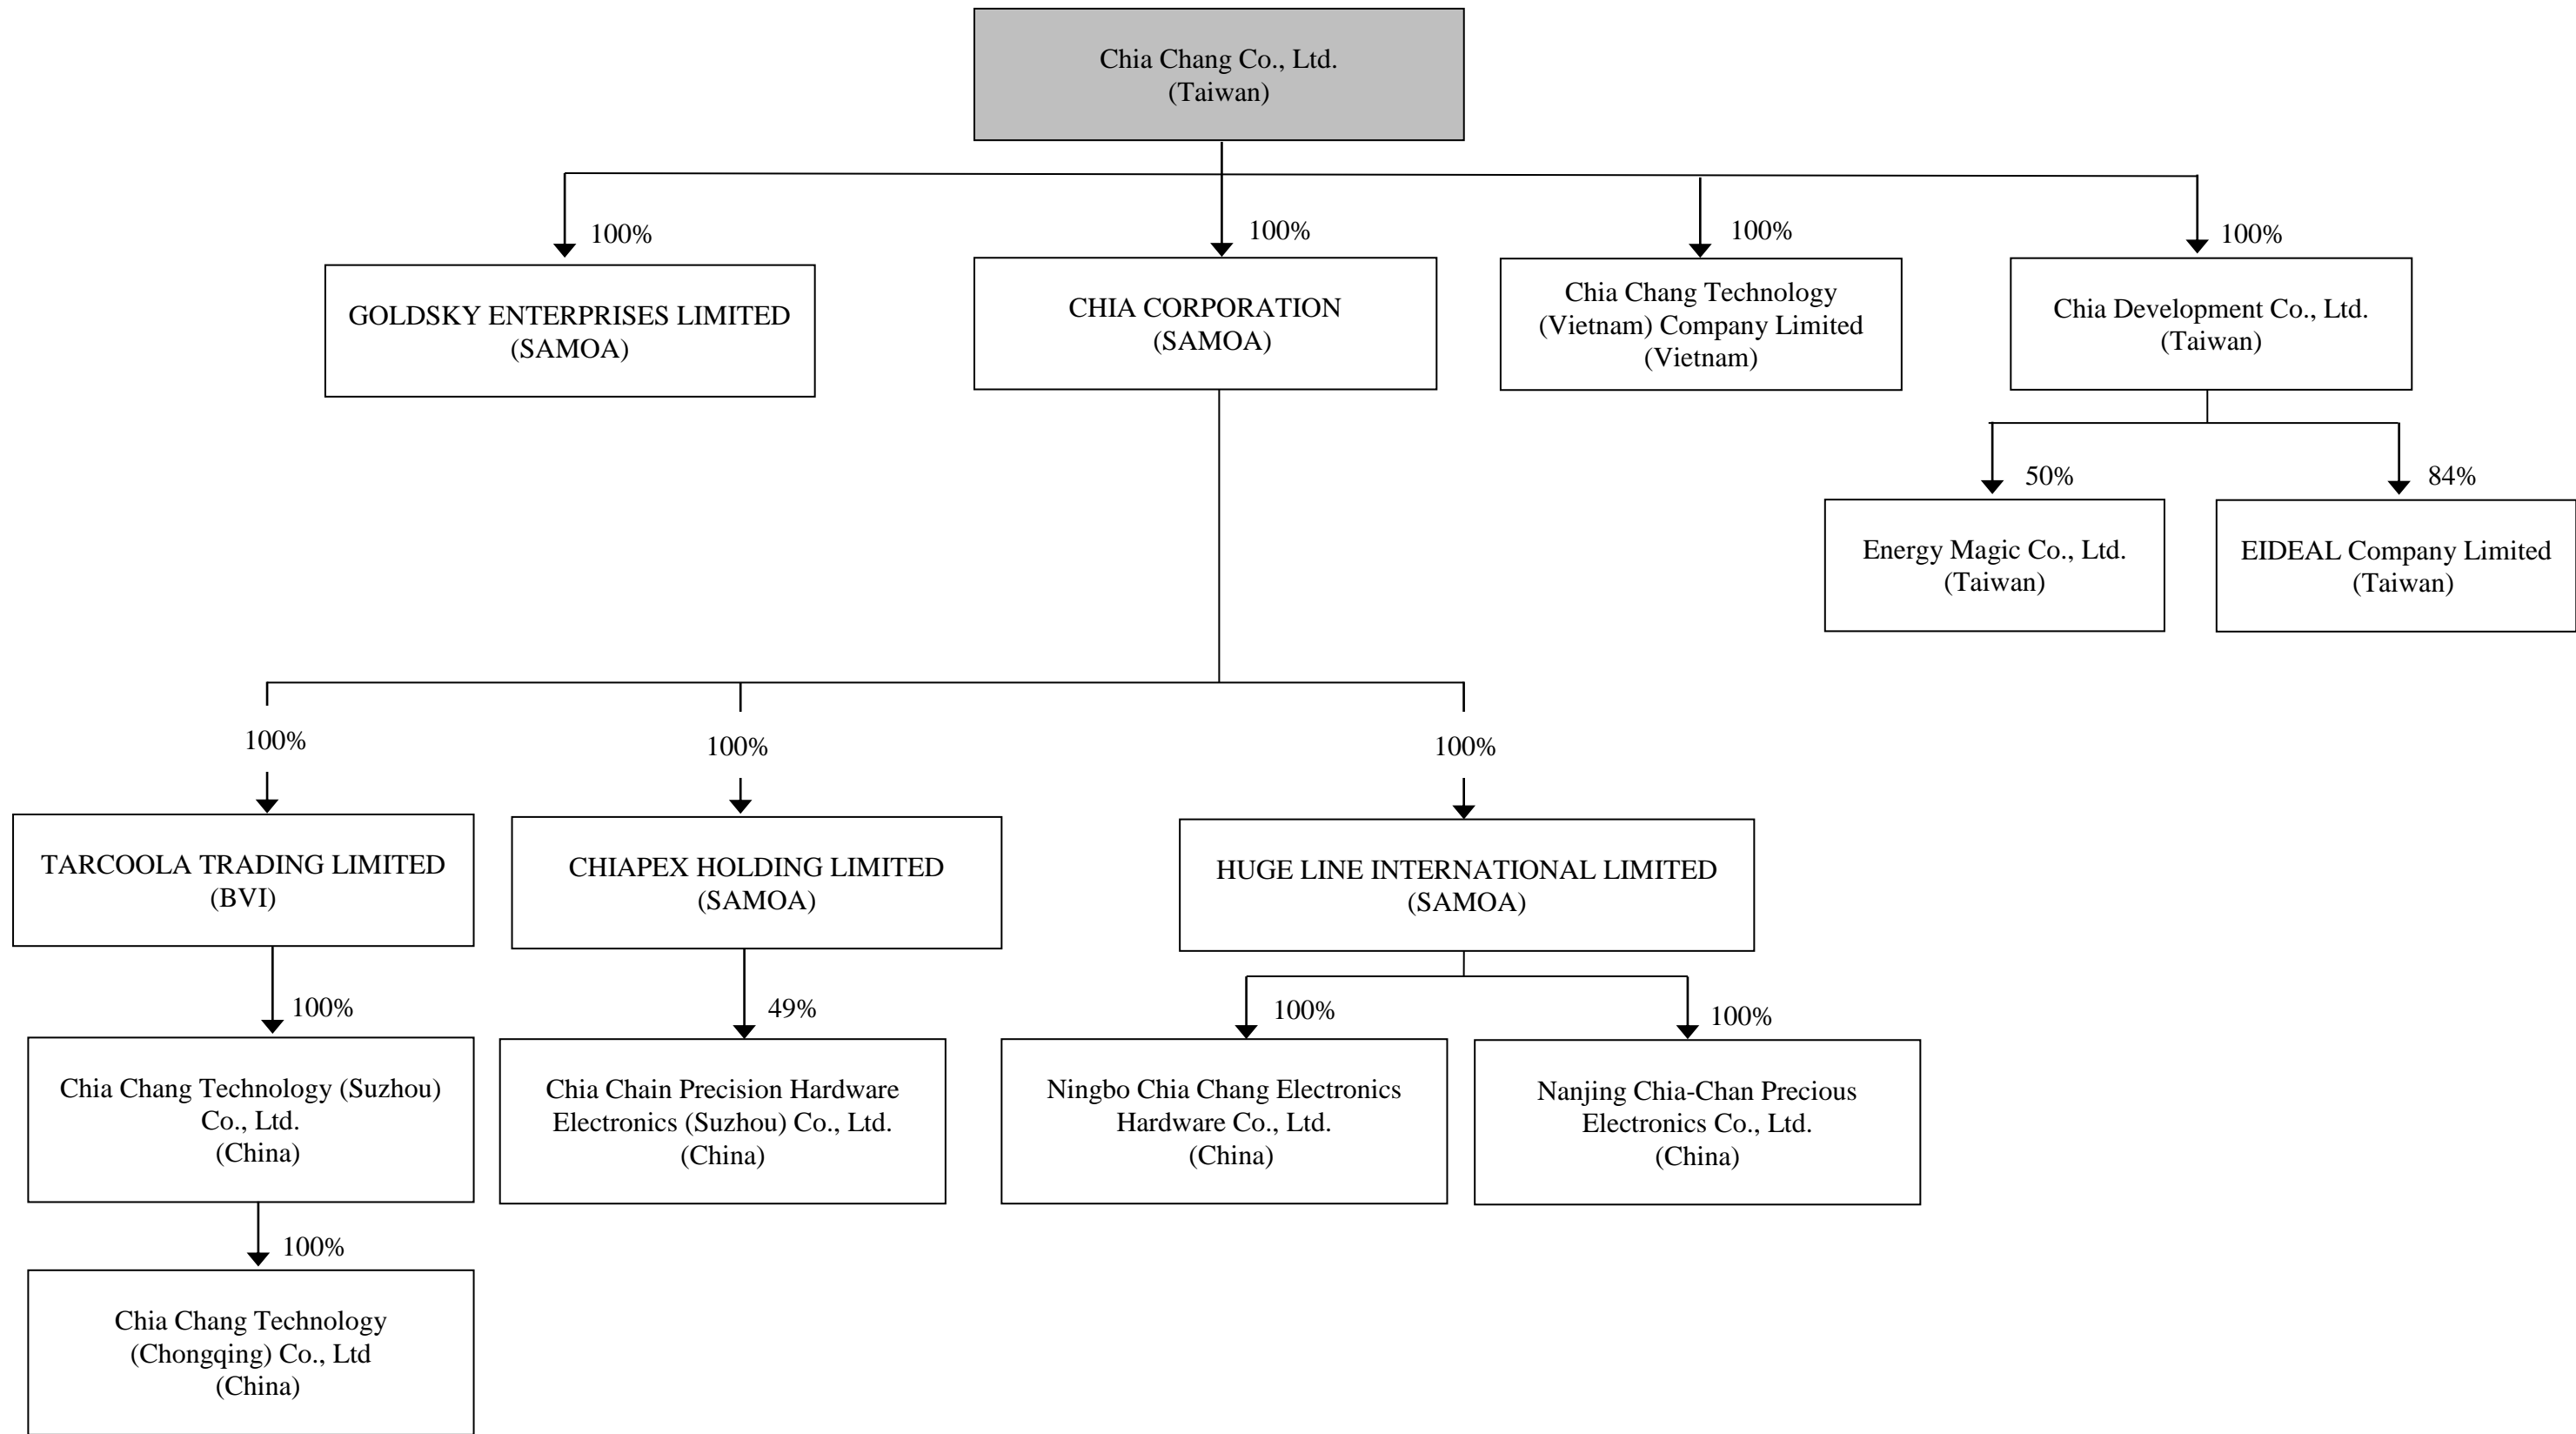 Chia Chang Co., Ltd.
(Taiwan)
100%
100%
100%
100%
GOLDSKY ENTERPRISES LIMITED
(SAMOA)
CHIA CORPORATION
(SAMOA)
Chia Chang Technology
(Vietnam) Company Limited
(Vietnam)
Chia Development Co., Ltd.
(Taiwan)
50%
84%
Energy Magic Co., Ltd.
(Taiwan)
EIDEAL Company Limited
(Taiwan)
100%
100%
100%
TARCOOLA TRADING LIMITED
(BVI)
CHIAPEX HOLDING LIMITED
(SAMOA)
HUGE LINE INTERNATIONAL LIMITED
(SAMOA)
100%
49%
100%
100%
Chia Chang Technology (Suzhou)
Co., Ltd.
(China)
Chia Chain Precision Hardware
Electronics (Suzhou) Co., Ltd.
(China)
Ningbo Chia Chang Electronics
Hardware Co., Ltd.
(China)
Nanjing Chia-Chan Precious
Electronics Co., Ltd.
(China)
100%
Chia Chang Technology
(Chongqing) Co., Ltd
(China)